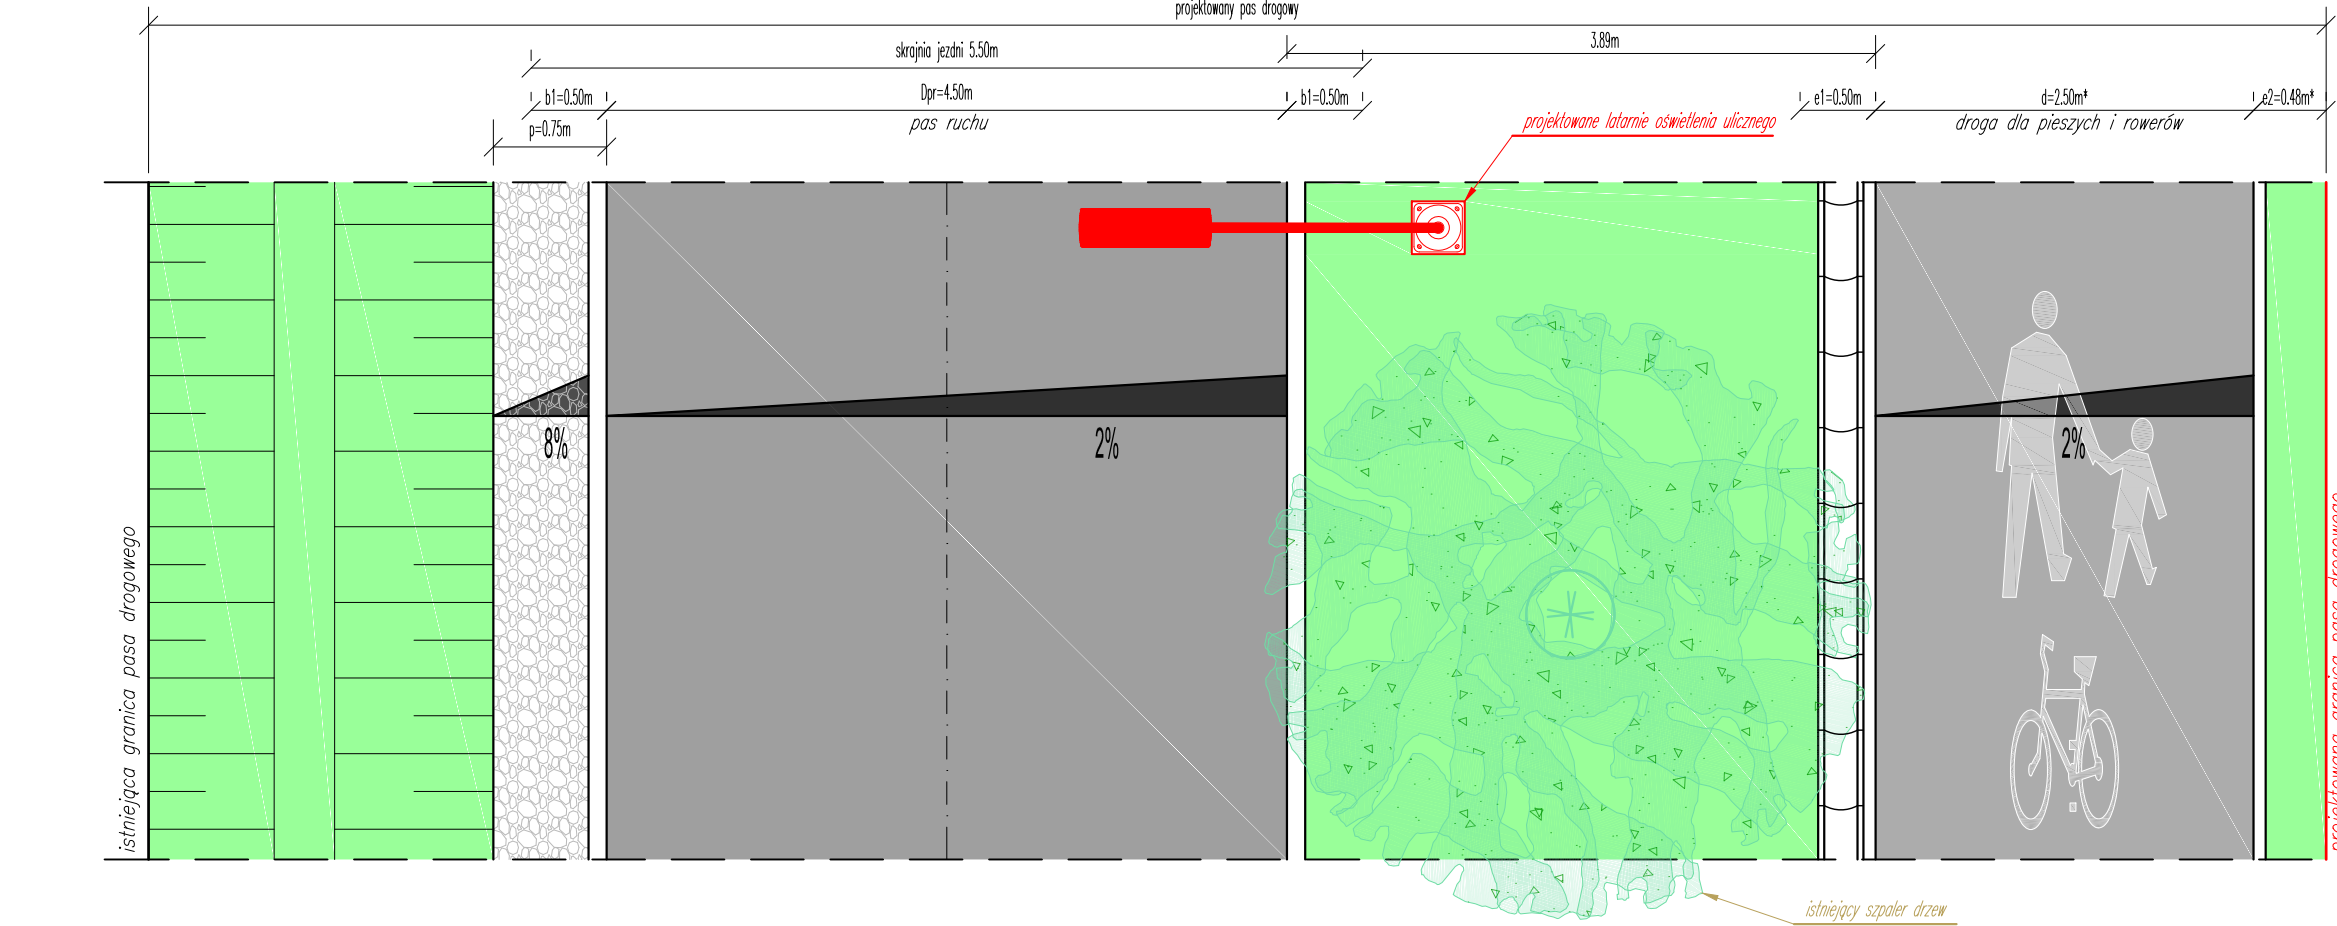 projektowany pas drogowy
3.89m
skrajnia jezdni 5.50m
b1=0.50m
Dpr=4.50m
b1=0.50m
e1=0.50m
d=2.50m*
e2=0.48m*
p=0.75m
pas ruchu
projektowane latarnie oświetlenia ulicznego
droga dla pieszych i rowerów
8%
2%
2%
istniejąca granica pasa drogowego
projektowana granica pasa drogowego
istniejący szpaler drzew